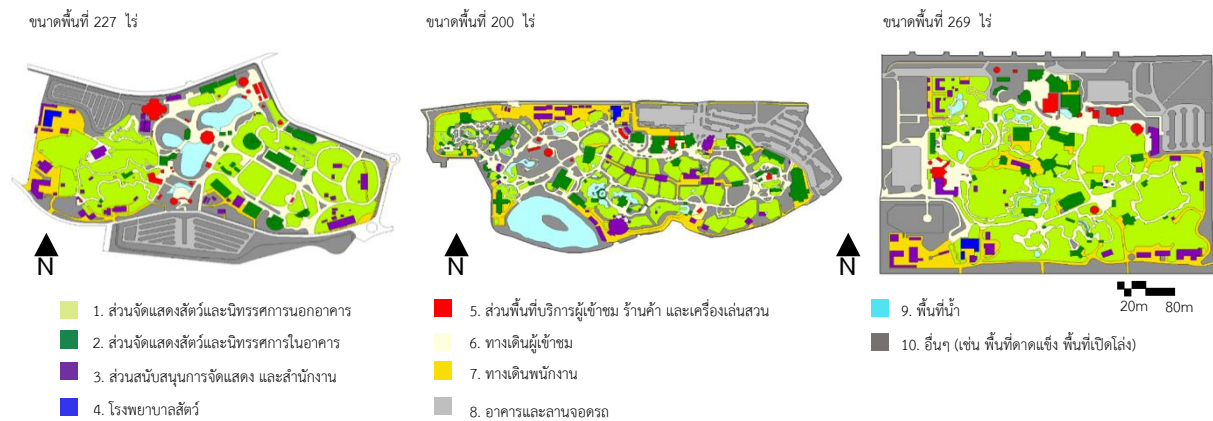 ขนาดพื้นที่ 227 ไร่
ขนาดพื้นที่ 200 ไร่
ขนาดพื้นที่ 269 ไร่
N
N
N
20m 80m
1. ส่วนจัดแสดงสัตว์และนิทรรศการนอกอาคาร
2. ส่วนจัดแสดงสัตว์และนิทรรศการในอาคาร
3. ส่วนสนับสนุนการจัดแสดง และสำนักงาน
4. โรงพยาบาลสัตว์
5. ส่วนพื้นที่บริการผู้เข้าชม ร้านค้า และเครื่องเล่นสวน
6. ทางเดินผู้เข้าชม
7. ทางเดินพนักงาน
8. อาคารและลานจอดรถ
9. พื้นที่น้ำ
10. อื่นๆ (เช่น พื้นที่ดาดแข็ง พื้นที่เปิดโล่ง)